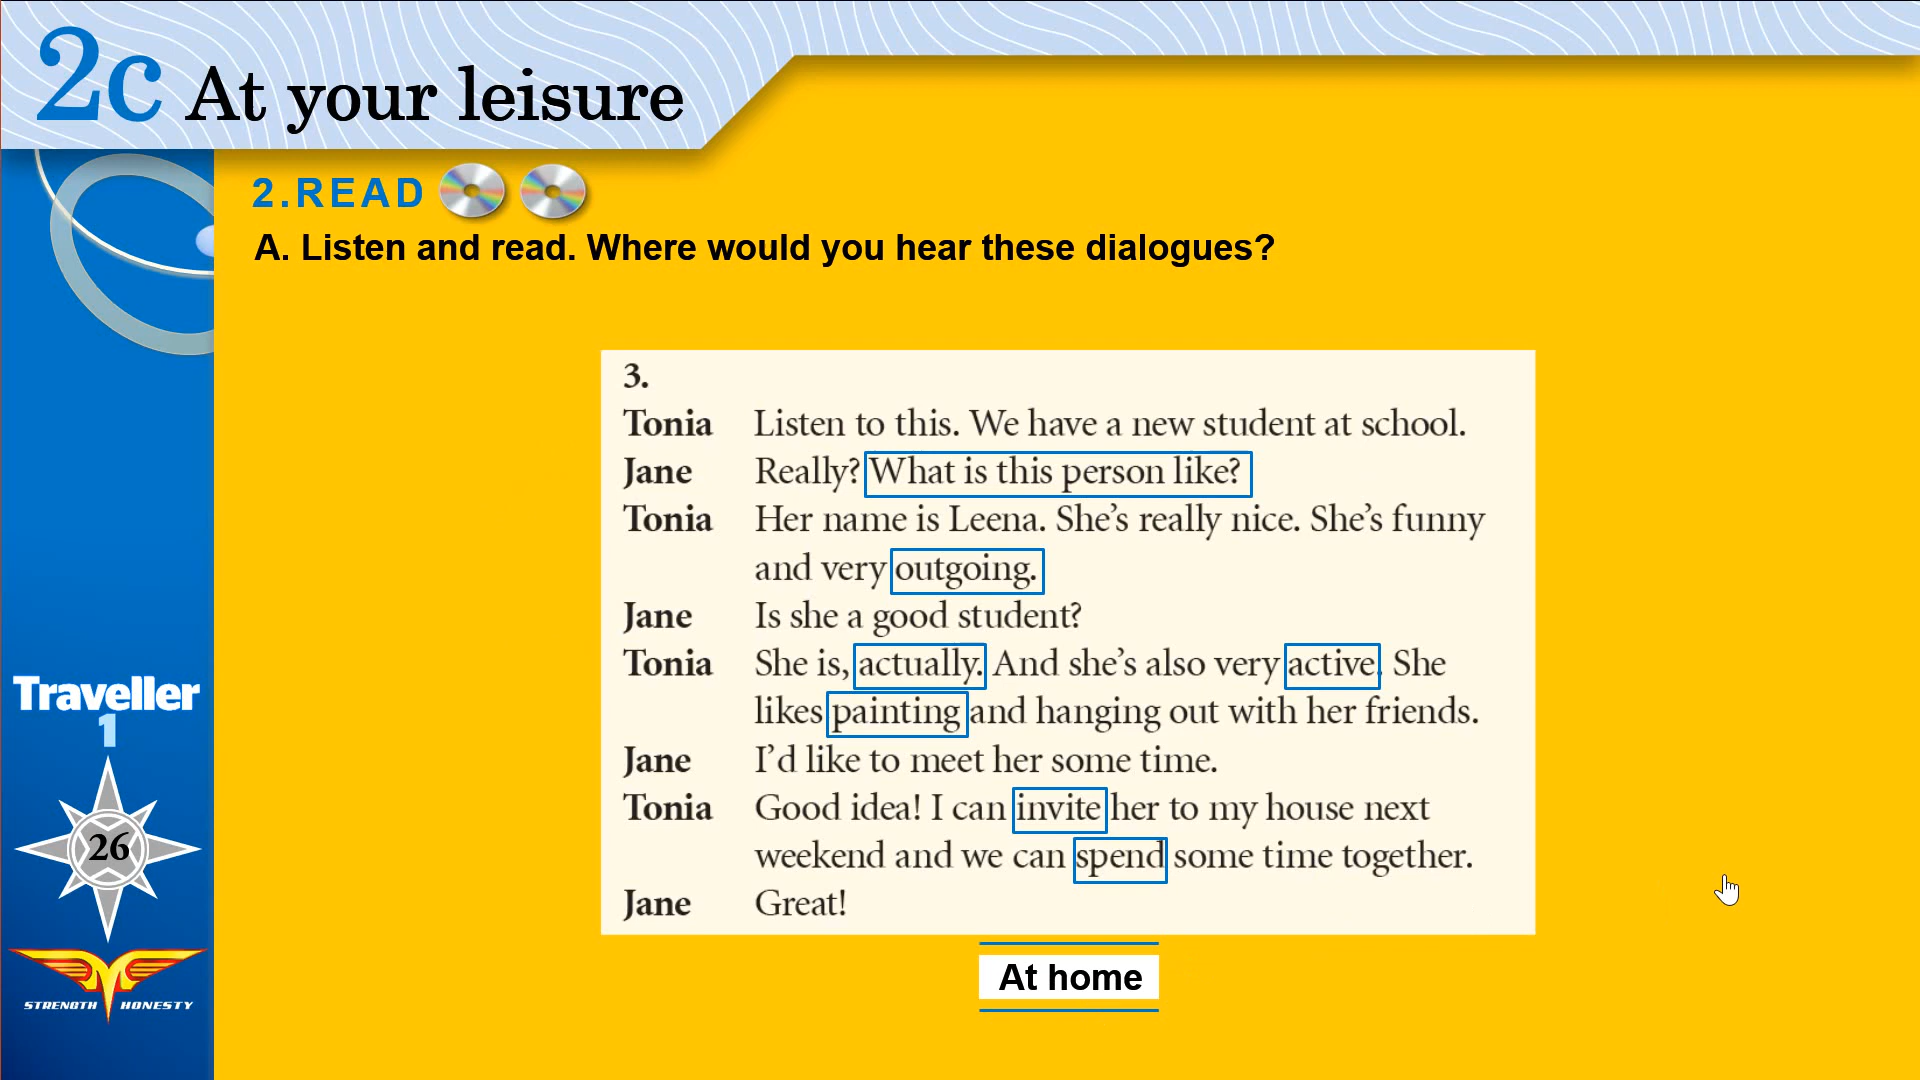 2c At your leisure
2.READ
A. Listen and read. Where would you hear these dialogues?
3.
Tonia Listen to this. We have a new student at school.
Jane Really? What is this person like?
Tonia Her name is Leena. She’s really nice. She’s funny
and very outgoing.
Jane Is she a good student?
Tonia She is, actually. And she’s also very active. She
likes painting and hanging out with her friends.
Jane I’d like to meet her some time.
Tonia Good idea! I can invite her to my house next
weekend and we can spend some time together.
Jane Great!
At home
Traveller
1
26
STRENGTH HONESTY